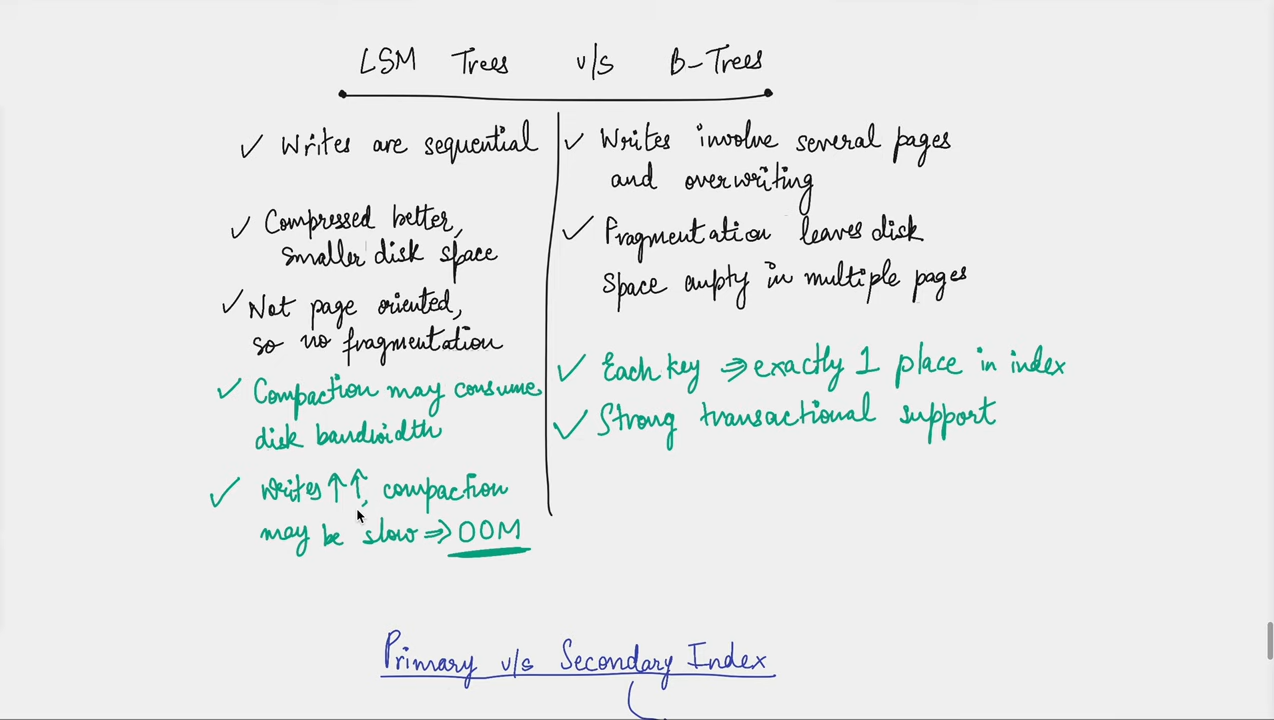 LSM Trees v/s B-Trees
✓ Writes are sequential
✓ Compressed better,
smaller disk space
✓ Not page oriented,
so no fragmentation
✓ Compaction may consume
disk bandwidth
✓ Writes ↑↑, compaction
may be slow ⇒ OOM
✓ Writes involve several pages
and overwriting
✓ Fragmentation leaves disk
space empty in multiple pages
✓ Each key ⇒ exactly 1 place in index
✓ Strong transactional support
Primary v/s Secondary Index